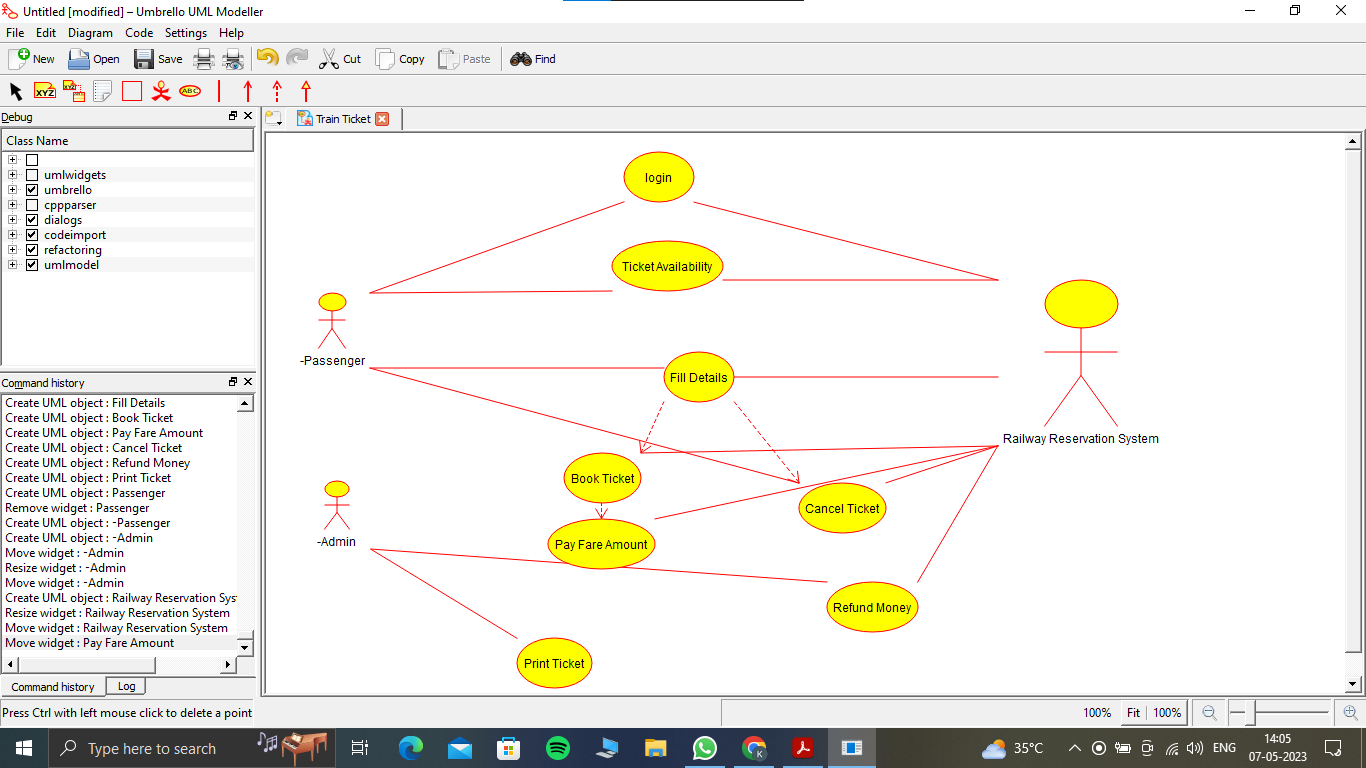 Untitled [modified] – Umbrello UML Modeller
File Edit Diagram Code Settings Help
New Open Save Cut Copy Paste Find
XYZ XYZ ABC
Debug
Class Name
umlwidgets
umbrello
cppparser
dialogs
codeimport
refactoring
umlmodel
Command history
Create UML object : Fill Details
Create UML object : Book Ticket
Create UML object : Pay Fare Amount
Create UML object : Cancel Ticket
Create UML object : Refund Money
Create UML object : Print Ticket
Create UML object : Passenger
Remove widget : Passenger
Create UML object : -Passenger
Create UML object : -Admin
Move widget : -Admin
Resize widget : -Admin
Move widget : -Admin
Create UML object : Railway Reservation Syst
Resize widget : Railway Reservation System
Move widget : Railway Reservation System
Move widget : Pay Fare Amount
Command history Log
Train Ticket
login
Ticket Availability
-Passenger
Fill Details
Railway Reservation System
Book Ticket
Cancel Ticket
-Admin
Pay Fare Amount
Refund Money
Print Ticket
Press Ctrl with left mouse click to delete a point
100% Fit 100%
Type here to search
K
35°C
ENG
14:05
07-05-2023